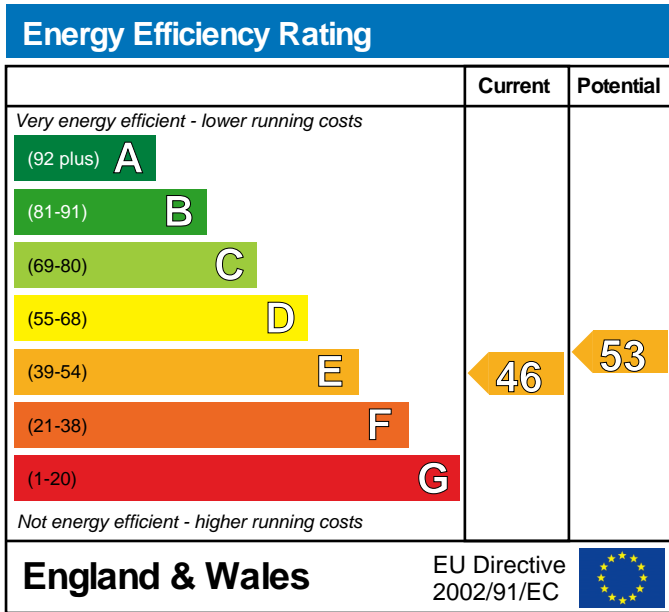 Energy Efficiency Rating
Current Potential
Very energy efficient - lower running costs
(92 plus) A
(81-91) B
(69-80) C
(55-68) D
(39-54) E
46
53
(21-38) F
(1-20) G
Not energy efficient - higher running costs
England & Wales
EU Directive
2002/91/EC